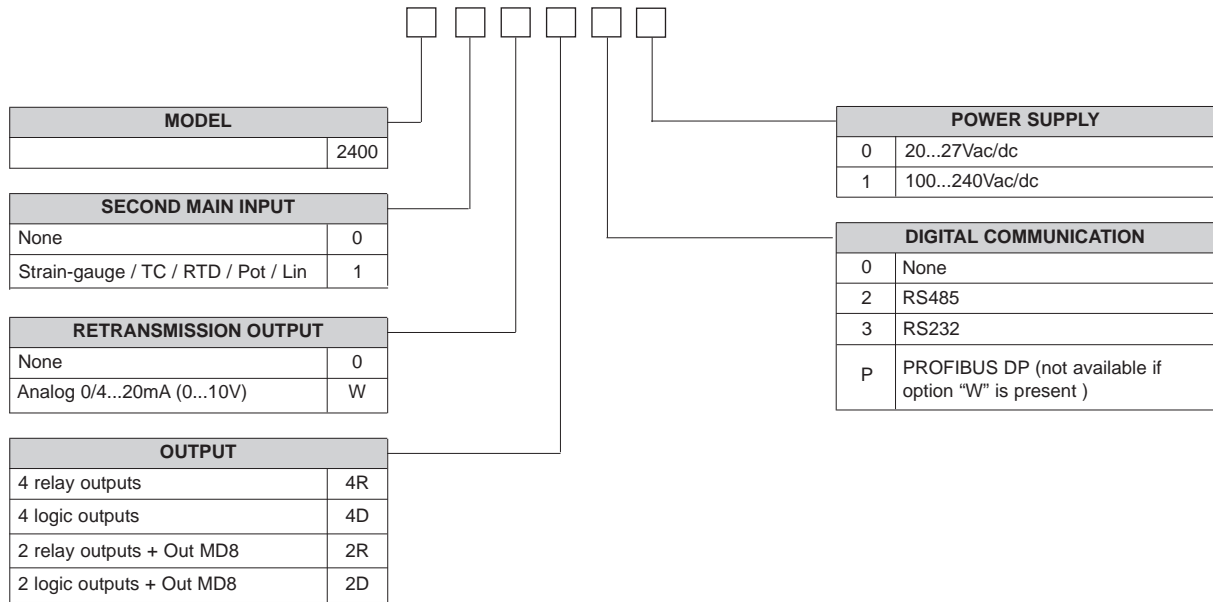 MODEL
2400
SECOND MAIN INPUT
None 0
Strain-gauge / TC / RTD / Pot / Lin 1
RETRANSMISSION OUTPUT
None 0
Analog 0/4...20mA (0...10V) W
OUTPUT
4 relay outputs 4R
4 logic outputs 4D
2 relay outputs + Out MD8 2R
2 logic outputs + Out MD8 2D
POWER SUPPLY
0 20...27Vac/dc
1 100...240Vac/dc
DIGITAL COMMUNICATION
0 None
2 RS485
3 RS232
P PROFIBUS DP (not available if
option “W” is present )